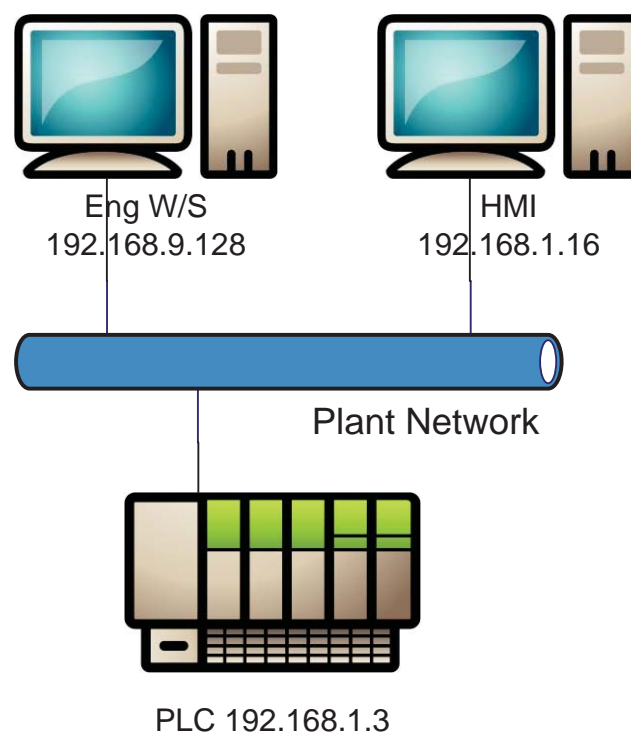 Eng W/S
192.168.9.128
HMI
192.168.1.16
Plant Network
PLC 192.168.1.3